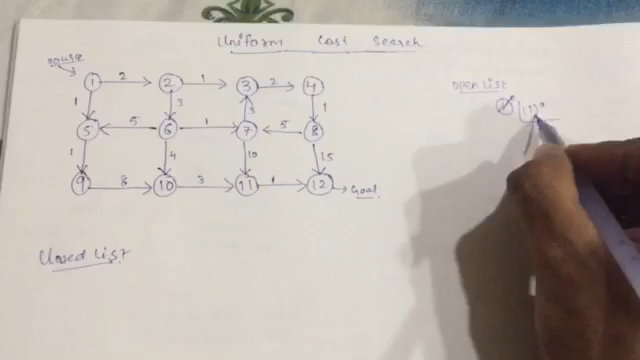 Uniform Cost Search
Open List
1 2 2 1 3 2 4
1 3 3 1
5 5 6 1 7 5 8
1 4 10 15
9 8 10 3 11 1 12 Goal
Closed List